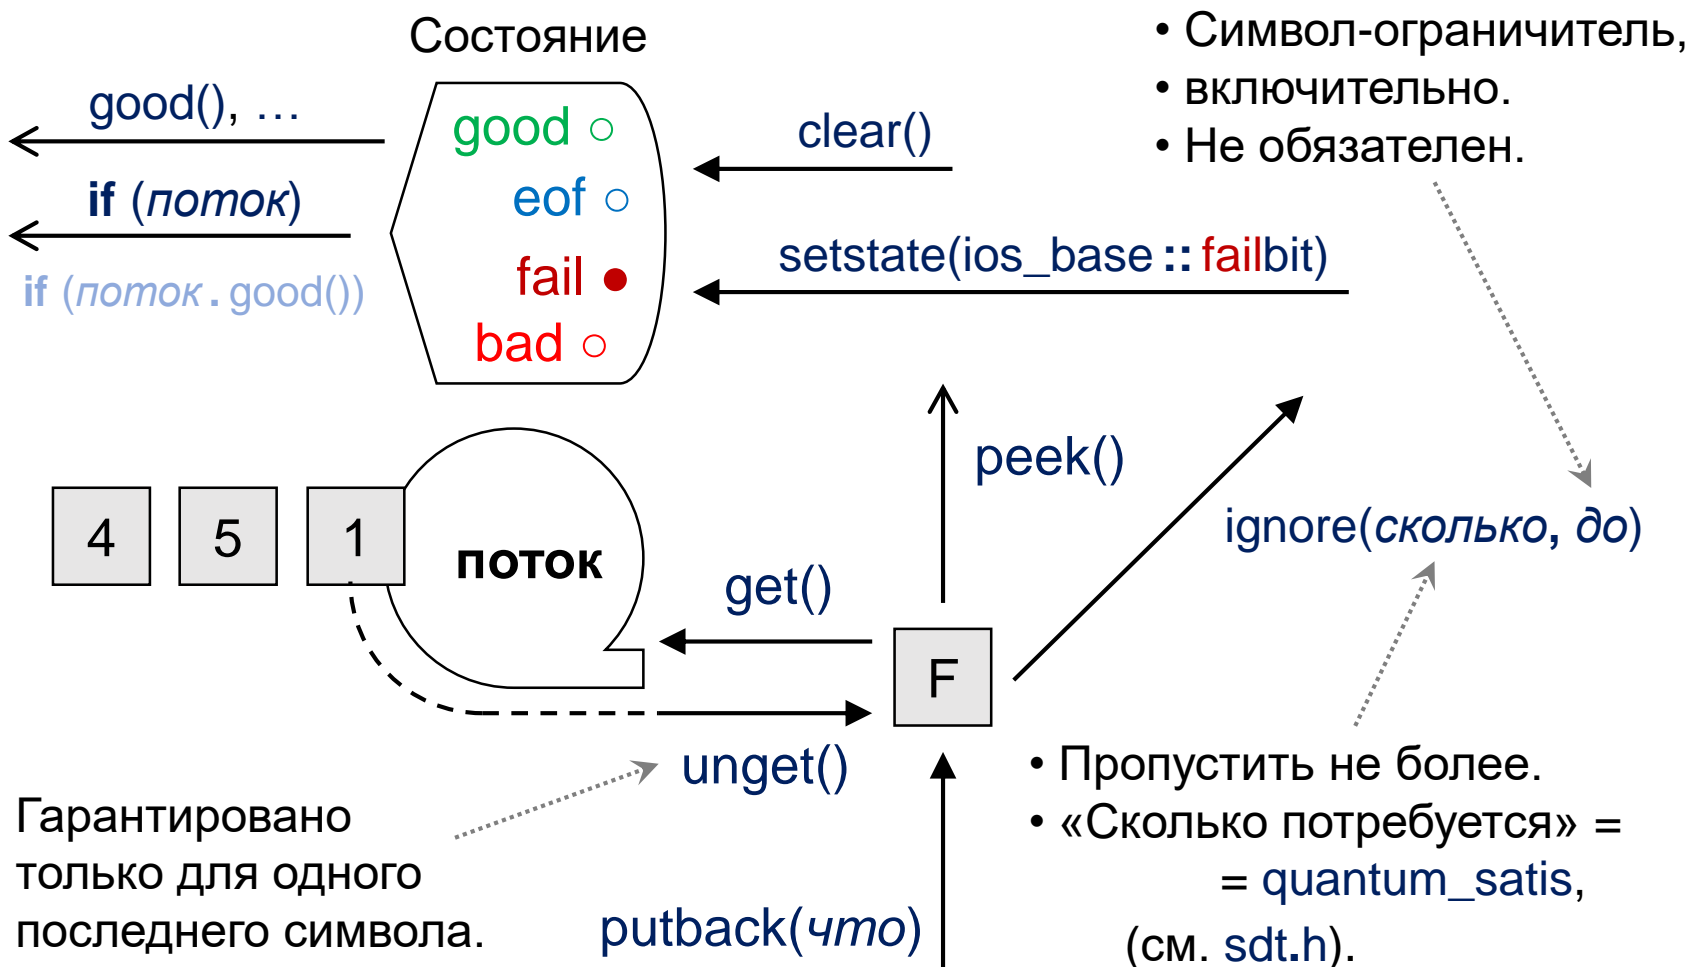 Состояние
good(), …
if (поток)
if (поток.good())
good ○
eof ○
fail ●
bad ○
clear()
setstate(ios_base::failbit)
• Символ-ограничитель,
• включительно.
• Не обязателен.
4 5 1
поток
get()
peek()
ignore(сколько, до)
F
unget()
Гарантировано
только для одного
последнего символа.
putback(что)
• Пропустить не более.
• «Сколько потребуется» =
= quantum_satis,
(см. sdt.h).